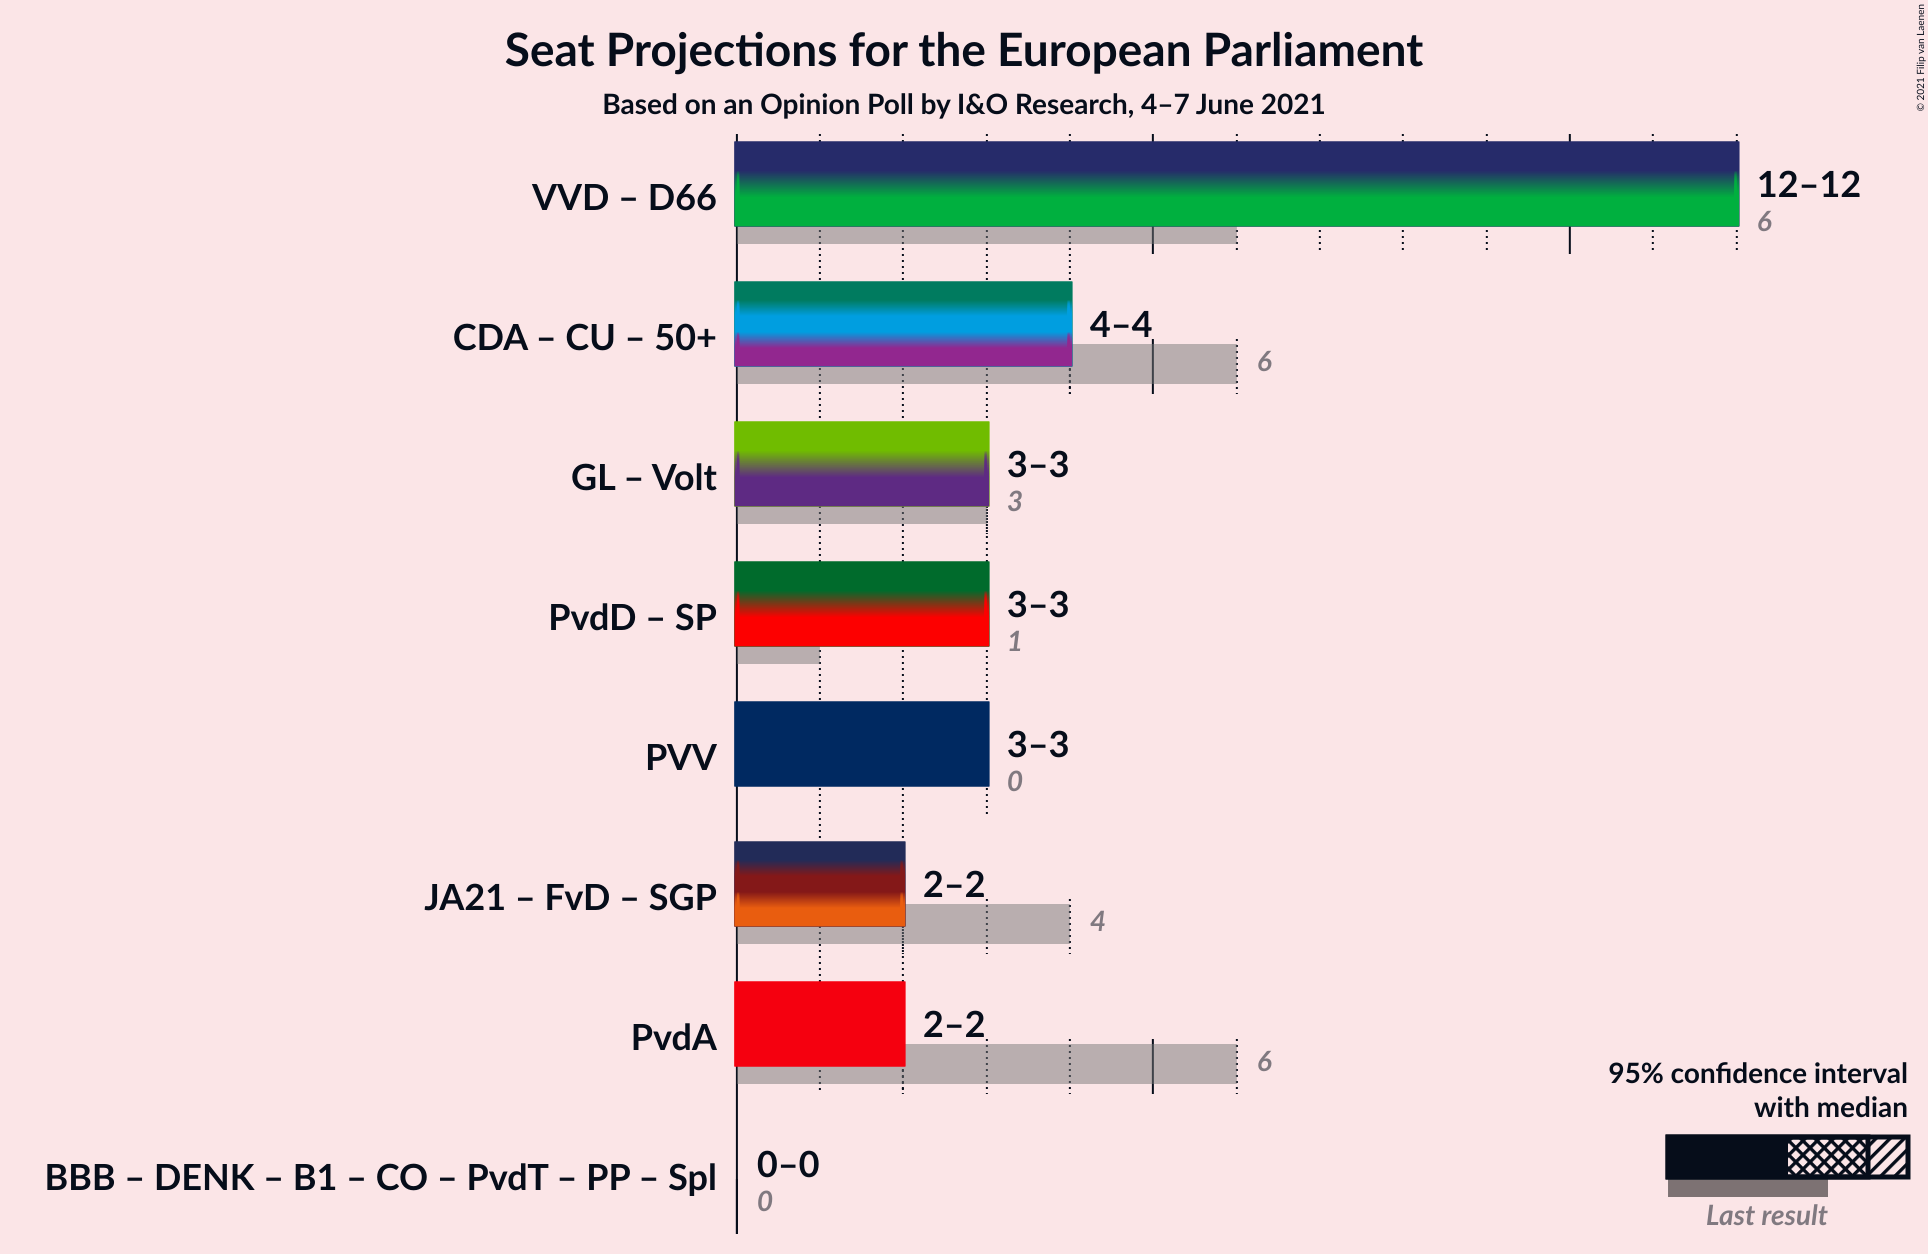 Seat Projections for the European Parliament
Based on an Opinion Poll by I&O Research, 4–7 June 2021
© 2021 Filip van Laenen
VVD – D66
12–12
6
CDA – CU – 50+
4–4
6
GL – Volt
3–3
3
PvdD – SP
3–3
1
PVV
3–3
0
JA21 – FvD – SGP
2–2
4
PvdA
2–2
6
BBB – DENK – B1 – CO – PvdT – PP – Spl
0–0
0
95% confidence interval
with median
Last result